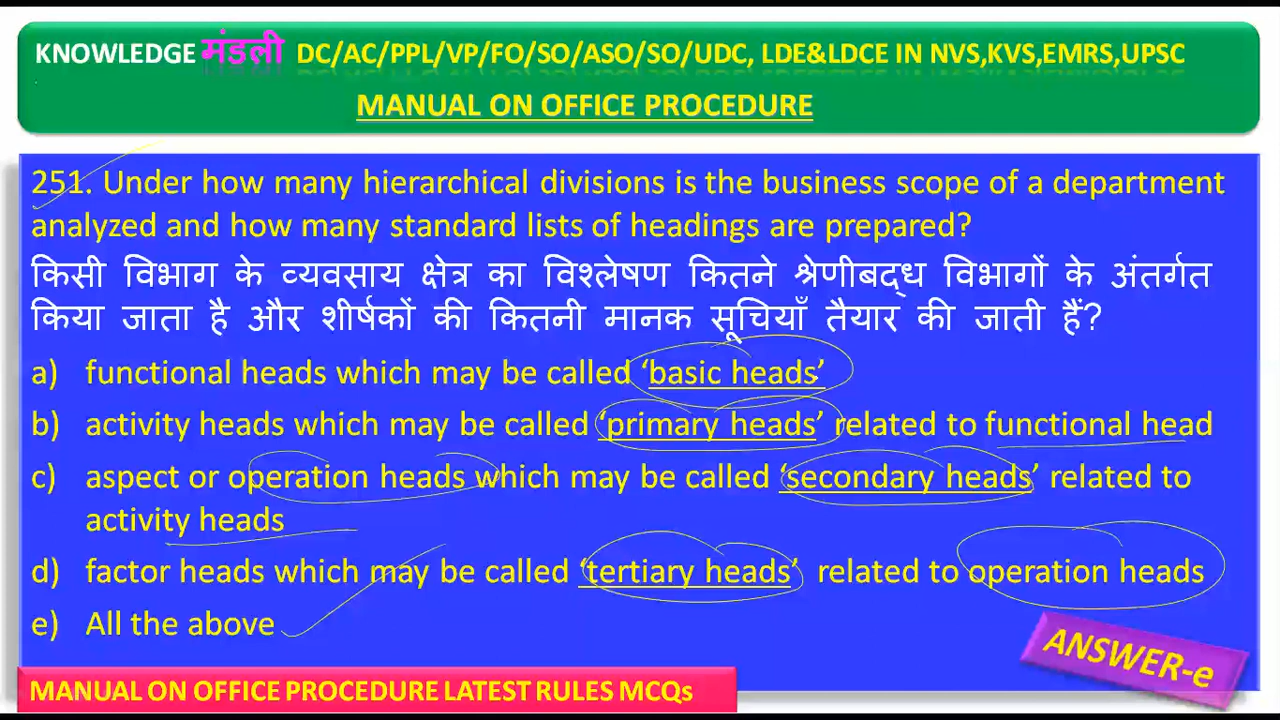 KNOWLEDGE मंडली DC/AC/PPL/VP/FO/SO/ASO/SO/UDC, LDE&LDCE IN NVS,KVS,EMRS,UPSC
MANUAL ON OFFICE PROCEDURE
251. Under how many hierarchical divisions is the business scope of a department
analyzed and how many standard lists of headings are prepared?
किसी विभाग के व्यवसाय क्षेत्र का विश्लेषण कितने श्रेणीबद्ध विभागों के अंतर्गत
किया जाता है और शीर्षकों की कितनी मानक सूचियाँ तैयार की जाती हैं?
a) functional heads which may be called ‘basic heads’
b) activity heads which may be called ‘primary heads’ related to functional head
c) aspect or operation heads which may be called ‘secondary heads’ related to
activity heads
d) factor heads which may be called ‘tertiary heads’ related to operation heads
e) All the above
ANSWER-e
MANUAL ON OFFICE PROCEDURE LATEST RULES MCQs